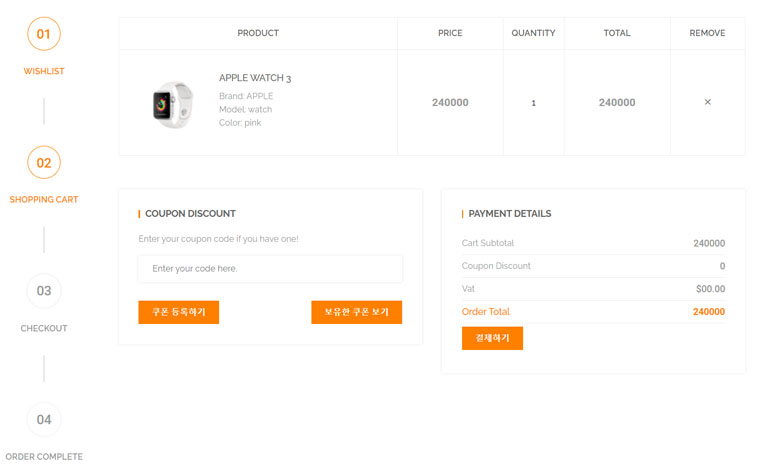 01
WISHLIST
02
SHOPPING CART
03
CHECKOUT
04
ORDER COMPLETE
PRODUCT PRICE QUANTITY TOTAL REMOVE
APPLE WATCH 3
Brand: APPLE
Model: watch
Color: pink
240000 1 240000 ×
COUPON DISCOUNT
Enter your coupon code if you have one!
Enter your code here.
쿠폰 등록하기 보유한 쿠폰 보기
PAYMENT DETAILS
Cart Subtotal 240000
Coupon Discount 0
Vat $00.00
Order Total 240000
결제하기